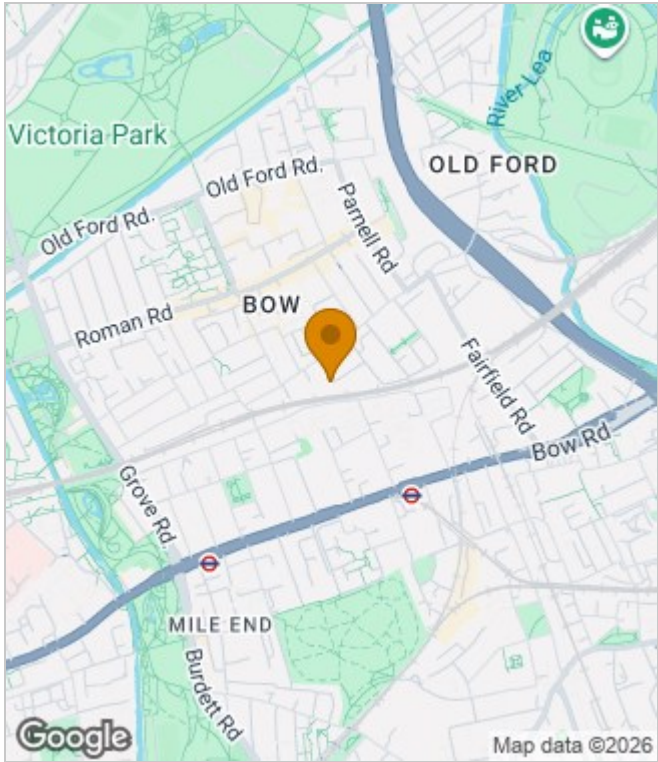 River Lea
Victoria Park
OLD FORD
Old Ford Rd.
Parnell Rd
Old Ford Rd.
BOW
Roman Rd
Fairfield Rd
Bow Rd
Grove Rd.
MILE END
Burdett Rd
Google
Map data ©2026